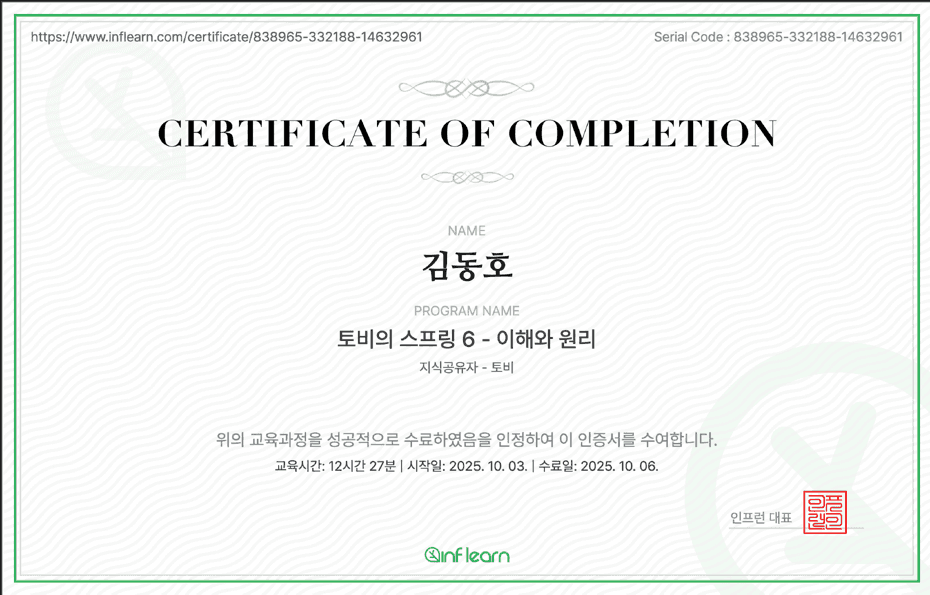 https://www.inflearn.com/certificate/838965-332188-14632961
Serial Code : 838965-332188-14632961
CERTIFICATE OF COMPLETION
NAME
김동호
PROGRAM NAME
토비의 스프링 6 - 이해와 원리
지식공유자 - 토비
위의 교육과정을 성공적으로 수료하였음을 인정하여 이 인증서를 수여합니다.
교육시간: 12시간 27분 | 시작일: 2025. 10. 03. | 수료일: 2025. 10. 06.
인프런 대표
inflearn